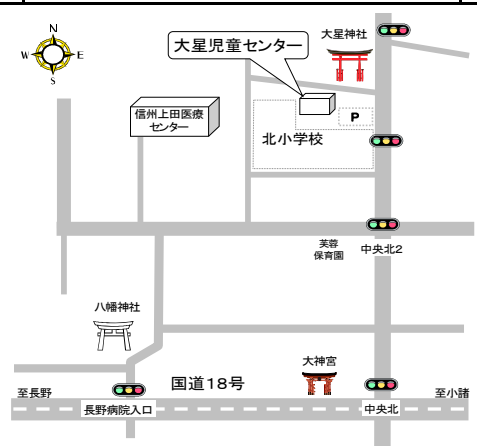 N
W
E
S
大星神社
大星児童センター
信州上田医療
センター
P
北小学校
芙蓉
保育園
中央北2
八幡神社
大神宮
国道18号
至長野
至小諸
長野病院入口
中央北